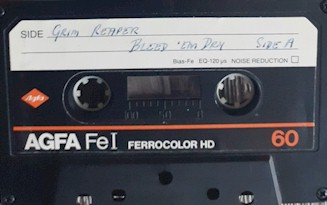 SIDE GRIM REAPER
BLEED 'EM DRY SIDE A
Bias-Fe EQ-120 μs NOISE REDUCTION
Agfa
AGFA FeI FERROCOLOR HD 60